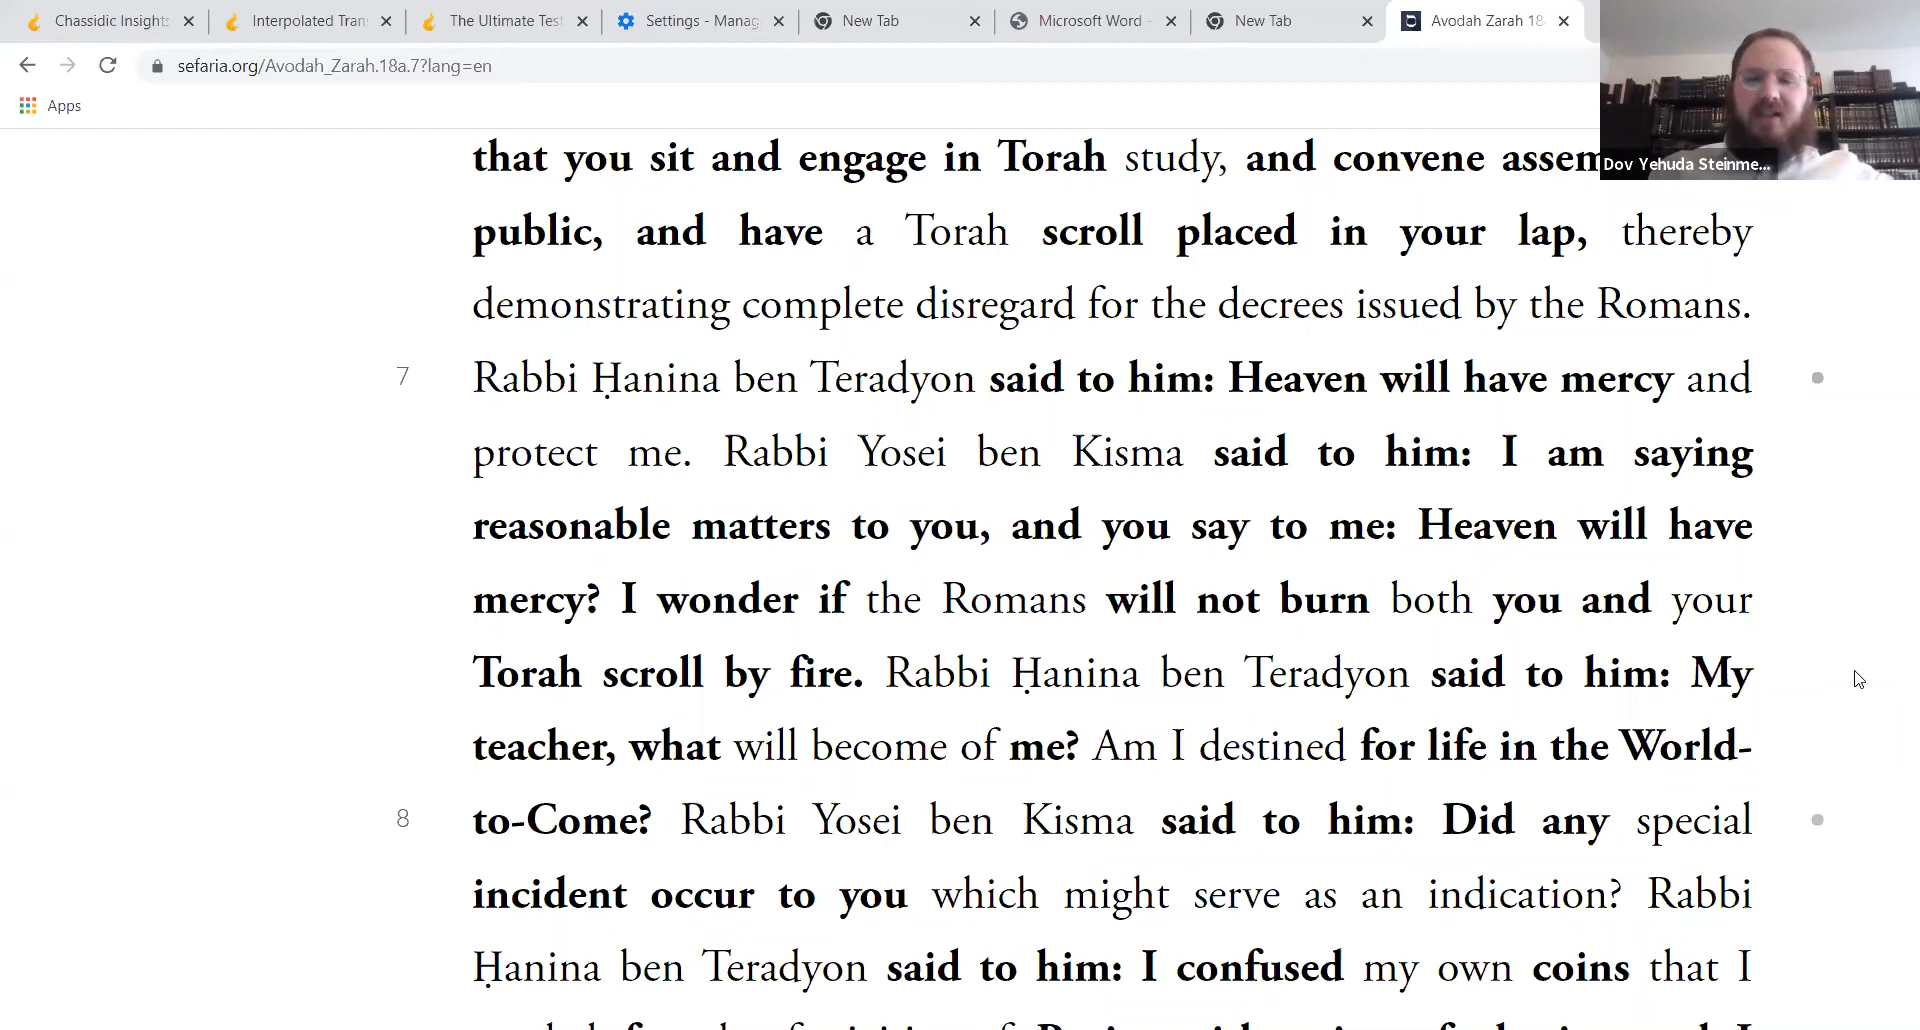 Chassidic Insights
Interpolated Tran
The Ultimate Test
Settings - Manag
New Tab
Microsoft Word -
New Tab
Avodah Zarah 18
sefaria.org/Avodah_Zarah.18a.7?lang=en
Apps
Dov Yehuda Steinme...
that you sit and engage in Torah study, and convene assem
public, and have a Torah scroll placed in your lap, thereby
demonstrating complete disregard for the decrees issued by the Romans.
7 Rabbi Ḥanina ben Teradyon said to him: Heaven will have mercy and
protect me. Rabbi Yosei ben Kisma said to him: I am saying
reasonable matters to you, and you say to me: Heaven will have
mercy? I wonder if the Romans will not burn both you and your
Torah scroll by fire. Rabbi Ḥanina ben Teradyon said to him: My
teacher, what will become of me? Am I destined for life in the World-
8 to-Come? Rabbi Yosei ben Kisma said to him: Did any special
incident occur to you which might serve as an indication? Rabbi
Ḥanina ben Teradyon said to him: I confused my own coins that I